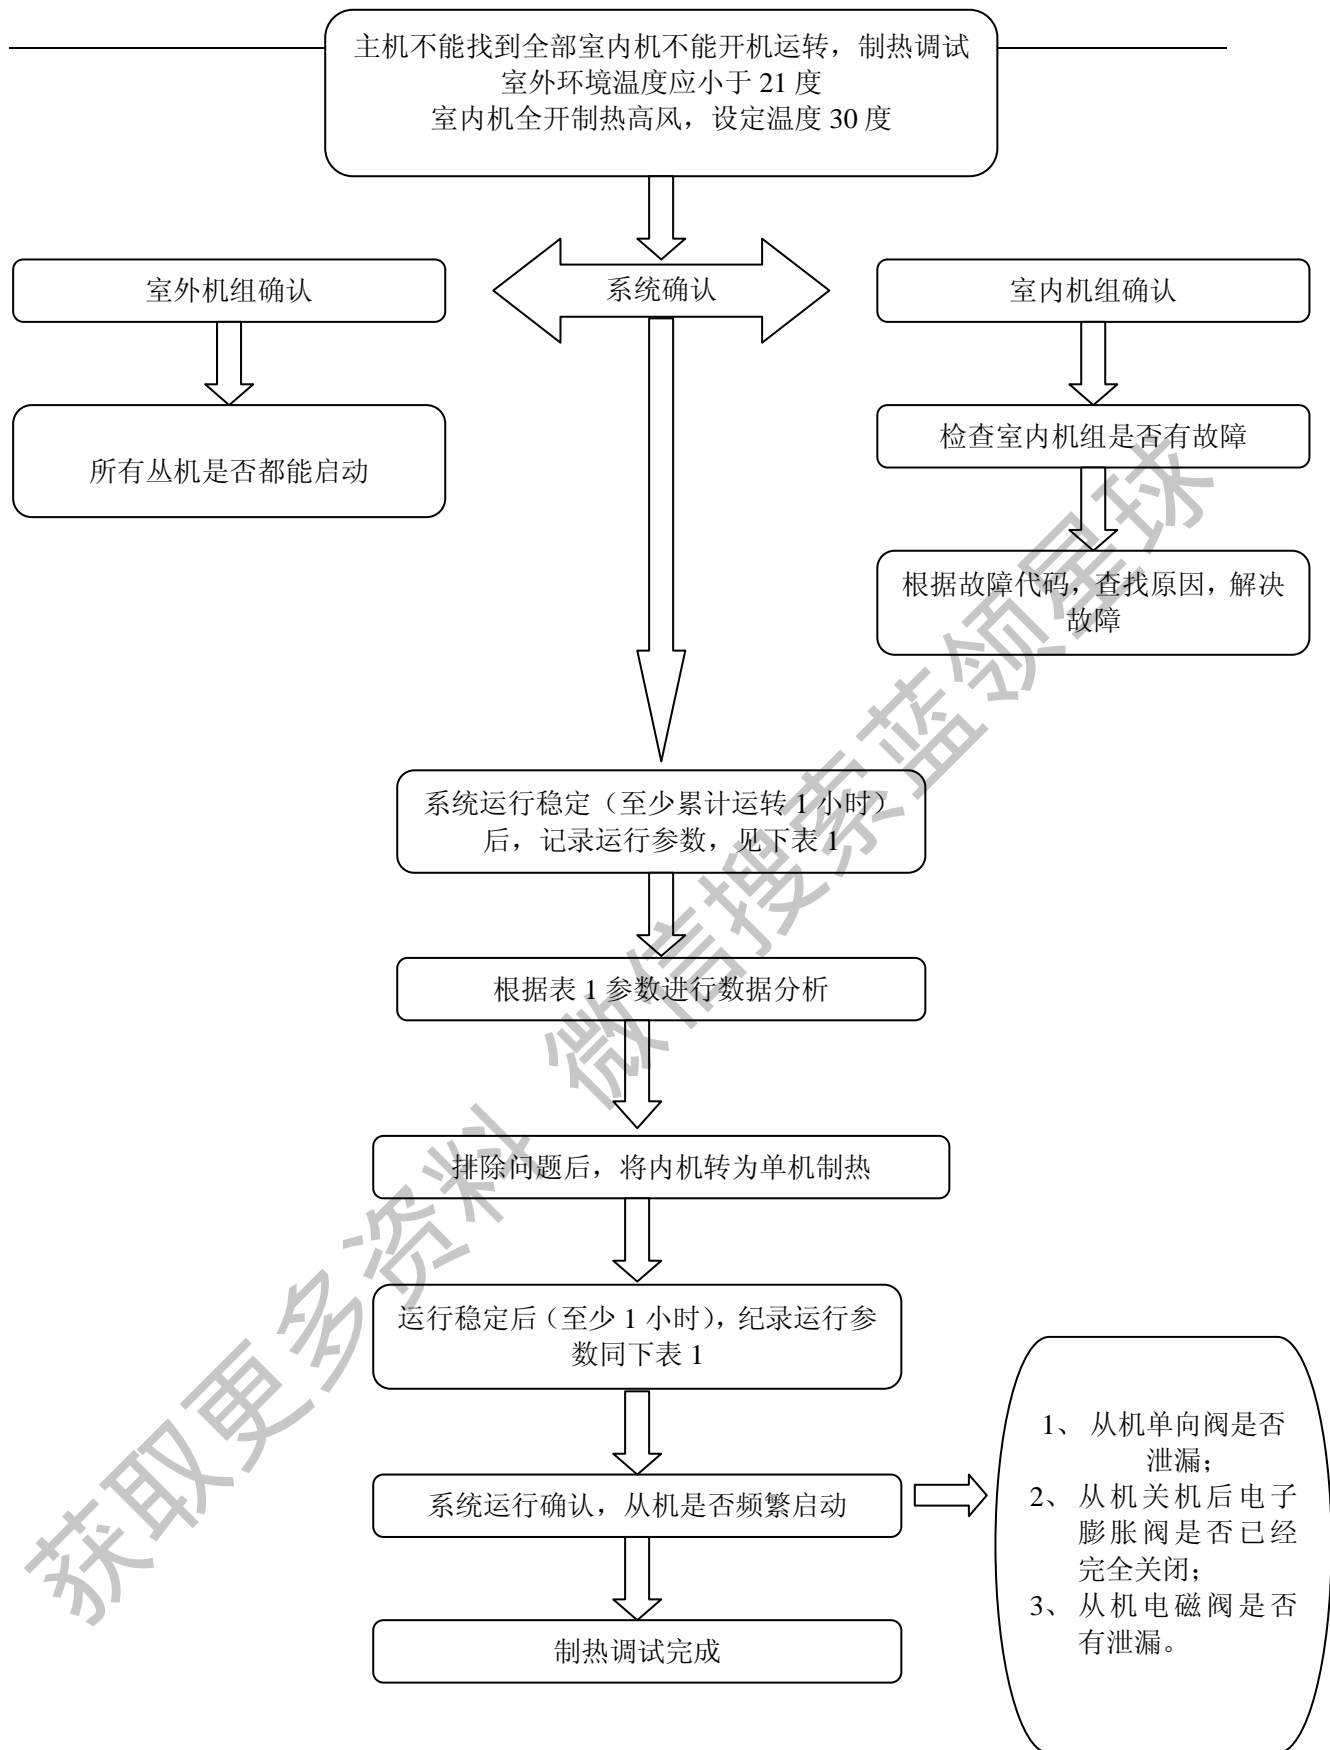 主机不能找到全部室内机不能开机运转，制热调试
室外环境温度应小于 21 度
室内机全开制热高风，设定温度 30 度
室外机组确认
系统确认
室内机组确认
所有丛机是否都能启动
检查室内机组是否有故障
根据故障代码，查找原因，解决
故障
系统运行稳定（至少累计运转 1 小时）
后，记录运行参数，见下表 1
根据表 1 参数进行数据分析
排除问题后，将内机转为单机制热
运行稳定后（至少 1 小时），纪录运行参
数同下表 1
系统运行确认，从机是否频繁启动
1、 从机单向阀是否
泄漏；
2、 从机关机后电子
膨胀阀是否已经
完全关闭；
3、 从机电磁阀是否
有泄漏。
制热调试完成
获取更多资料 微信搜索蓝领星球